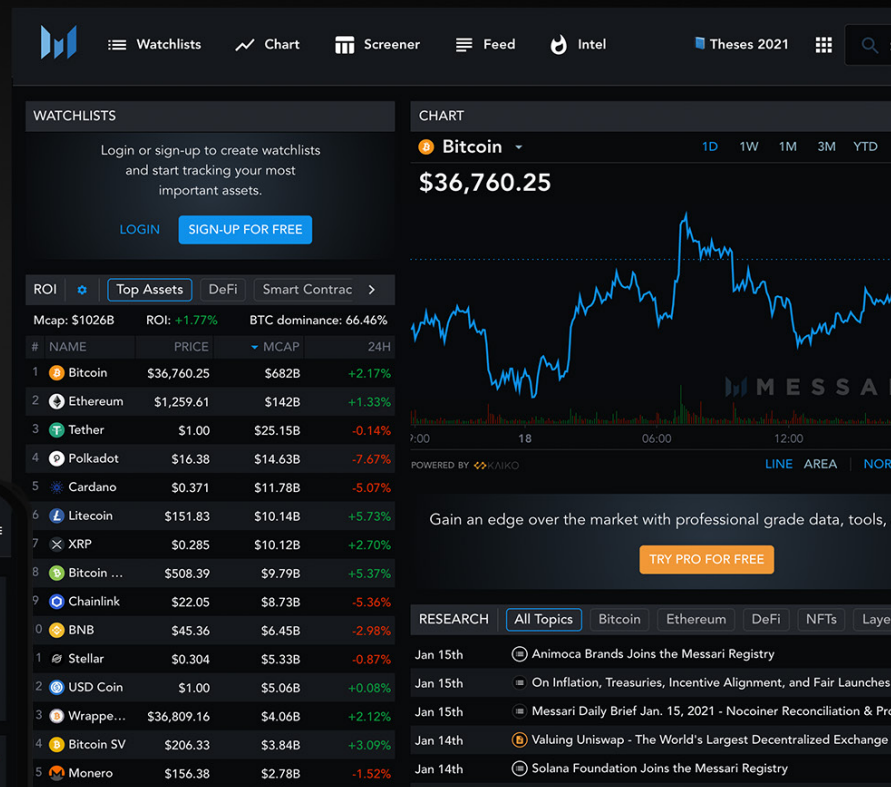 Watchlists Chart Screener Feed Intel Theses 2021
WATCHLISTS
Login or sign-up to create watchlists
and start tracking your most
important assets.
LOGIN SIGN-UP FOR FREE
ROI Top Assets DeFi Smart Contrac
Mcap: $1026B ROI: +1.77% BTC dominance: 66.46%
# NAME PRICE MCAP 24H
1 Bitcoin $36,760.25 $682B +2.17%
2 Ethereum $1,259.61 $142B +1.33%
3 Tether $1.00 $25.15B -0.14%
4 Polkadot $16.38 $14.63B -7.67%
5 Cardano $0.371 $11.78B -5.07%
6 Litecoin $151.83 $10.14B +5.73%
7 XRP $0.285 $10.12B +2.70%
8 Bitcoin ... $508.39 $9.79B +5.37%
9 Chainlink $22.05 $8.73B -5.36%
0 BNB $45.36 $6.45B -2.98%
1 Stellar $0.304 $5.33B -0.87%
2 USD Coin $1.00 $5.06B +0.08%
3 Wrappe... $36,809.16 $4.06B +2.12%
4 Bitcoin SV $206.33 $3.84B +3.09%
5 Monero $156.38 $2.78B -1.52%
CHART
Bitcoin 1D 1W 1M 3M YTD
$36,760.25
MESSA
:00 18 06:00 12:00
POWERED BY KAIKO LINE AREA NOR
Gain an edge over the market with professional grade data, tools,
TRY PRO FOR FREE
RESEARCH All Topics Bitcoin Ethereum DeFi NFTs Laye
Jan 15th Animoca Brands Joins the Messari Registry
Jan 15th On Inflation, Treasuries, Incentive Alignment, and Fair Launches
Jan 15th Messari Daily Brief Jan. 15, 2021 - Nocoiner Reconciliation & Pro
Jan 14th Valuing Uniswap - The World's Largest Decentralized Exchange
Jan 14th Solana Foundation Joins the Messari Registry